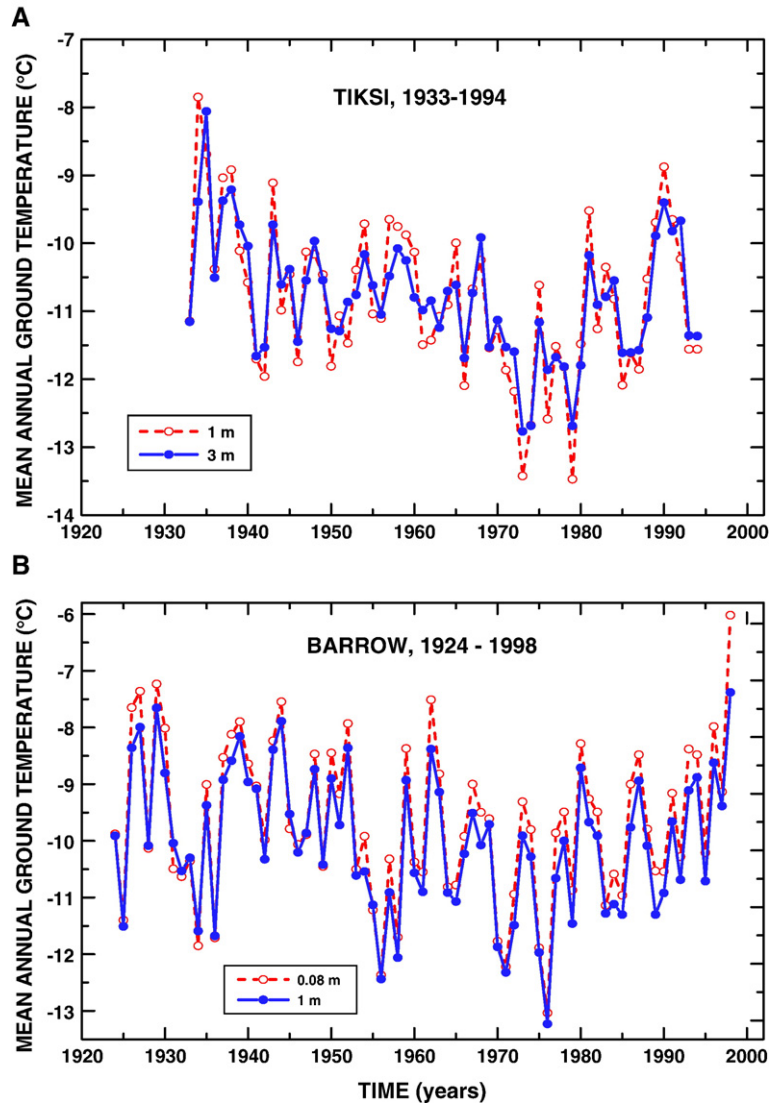 A
MEAN ANNUAL GROUND TEMPERATURE (°C)
-7
-8
-9
-10
-11
-12
-13
-14
TIKSI, 1933-1994
1 m
3 m
1920 1930 1940 1950 1960 1970 1980 1990 2000
B
MEAN ANNUAL GROUND TEMPERATURE (°C)
-6
-7
-8
-9
-10
-11
-12
-13
BARROW, 1924 - 1998
0.08 m
1 m
1920 1930 1940 1950 1960 1970 1980 1990 2000
TIME (years)